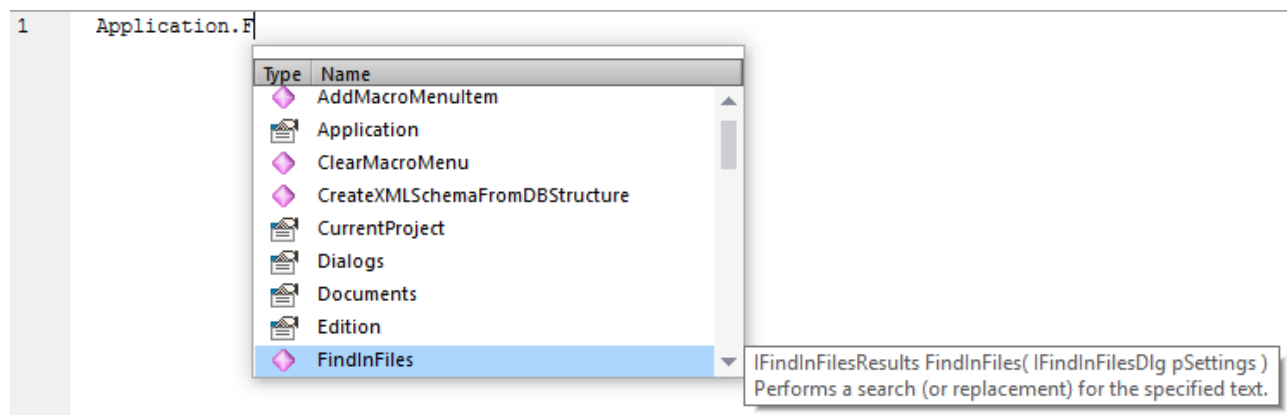 1 Application.F
Type Name
AddMacroMenuItem
Application
ClearMacroMenu
CreateXMLSchemaFromDBStructure
CurrentProject
Dialogs
Documents
Edition
FindInFiles
IFindInFilesResults FindInFiles( IFindInFilesDlg pSettings )
Performs a search (or replacement) for the specified text.